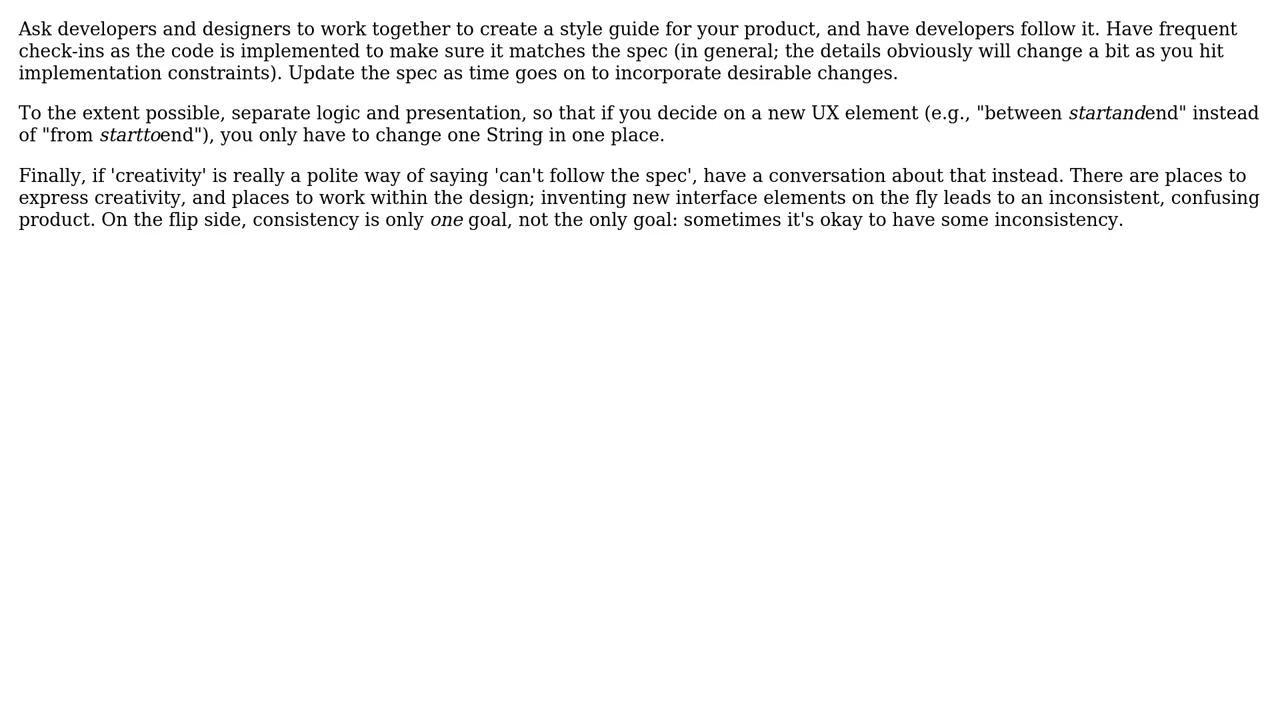 Ask developers and designers to work together to create a style guide for your product, and have developers follow it. Have frequent
check-ins as the code is implemented to make sure it matches the spec (in general; the details obviously will change a bit as you hit
implementation constraints). Update the spec as time goes on to incorporate desirable changes.
To the extent possible, separate logic and presentation, so that if you decide on a new UX element (e.g., "between startandend" instead
of "from starttoend"), you only have to change one String in one place.
Finally, if 'creativity' is really a polite way of saying 'can't follow the spec', have a conversation about that instead. There are places to
express creativity, and places to work within the design; inventing new interface elements on the fly leads to an inconsistent, confusing
product. On the flip side, consistency is only one goal, not the only goal: sometimes it's okay to have some inconsistency.